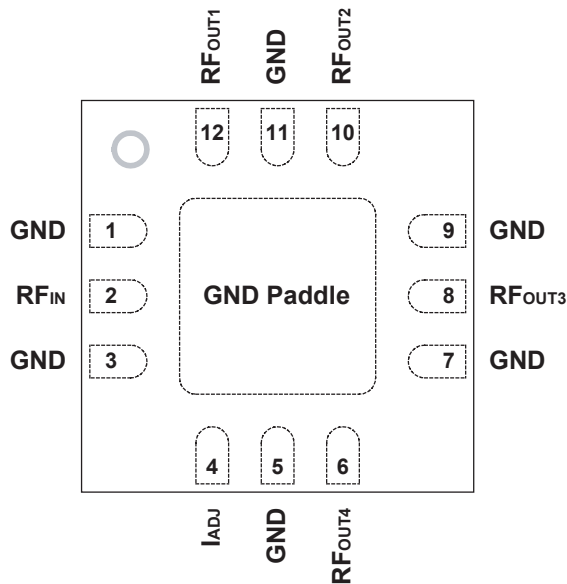 RFOUT1
GND
RFOUT2
12
11
10
GND
1
9
GND
RFIN
2
GND Paddle
8
RFOUT3
GND
3
7
GND
4
5
6
IADJ
GND
RFOUT4